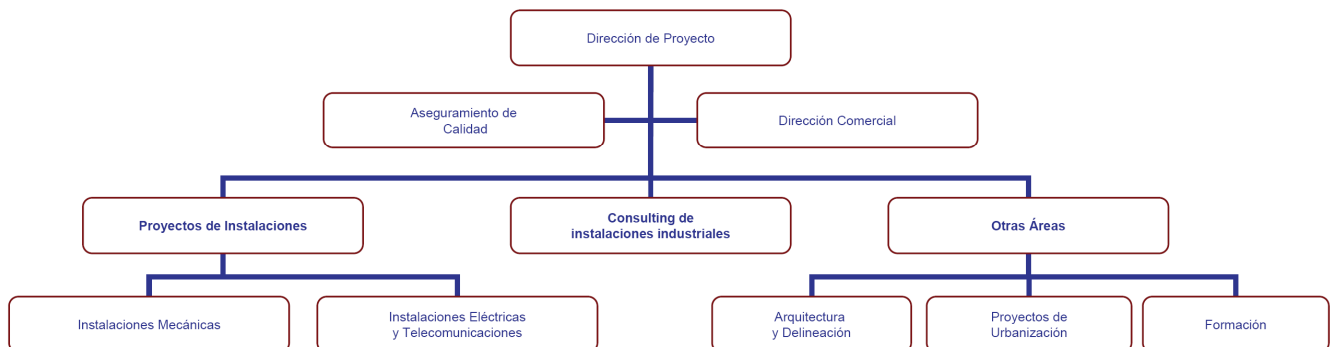 Dirección de Proyecto
Aseguramiento de
Calidad
Dirección Comercial
Proyectos de Instalaciones
Consulting de
instalaciones industriales
Otras Áreas
Instalaciones Mecánicas
Instalaciones Eléctricas
y Telecomunicaciones
Arquitectura
y Delineación
Proyectos de
Urbanización
Formación